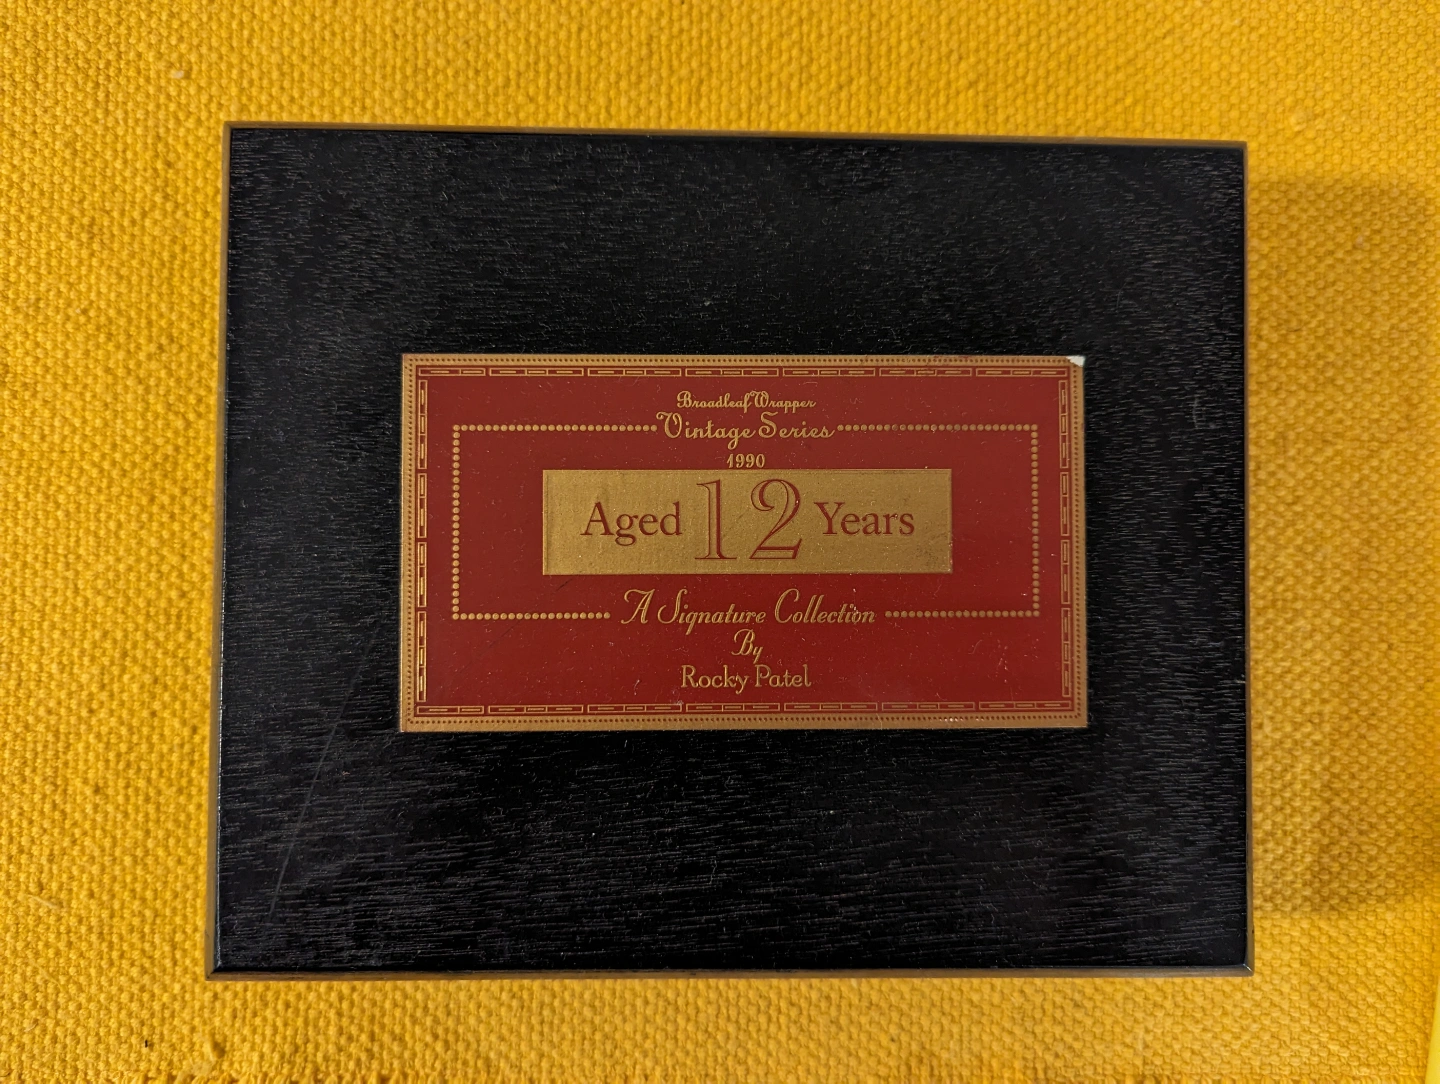 Broadleaf Wrapper
Vintage Series
1990
Aged 12 Years
A Signature Collection
By
Rocky Patel